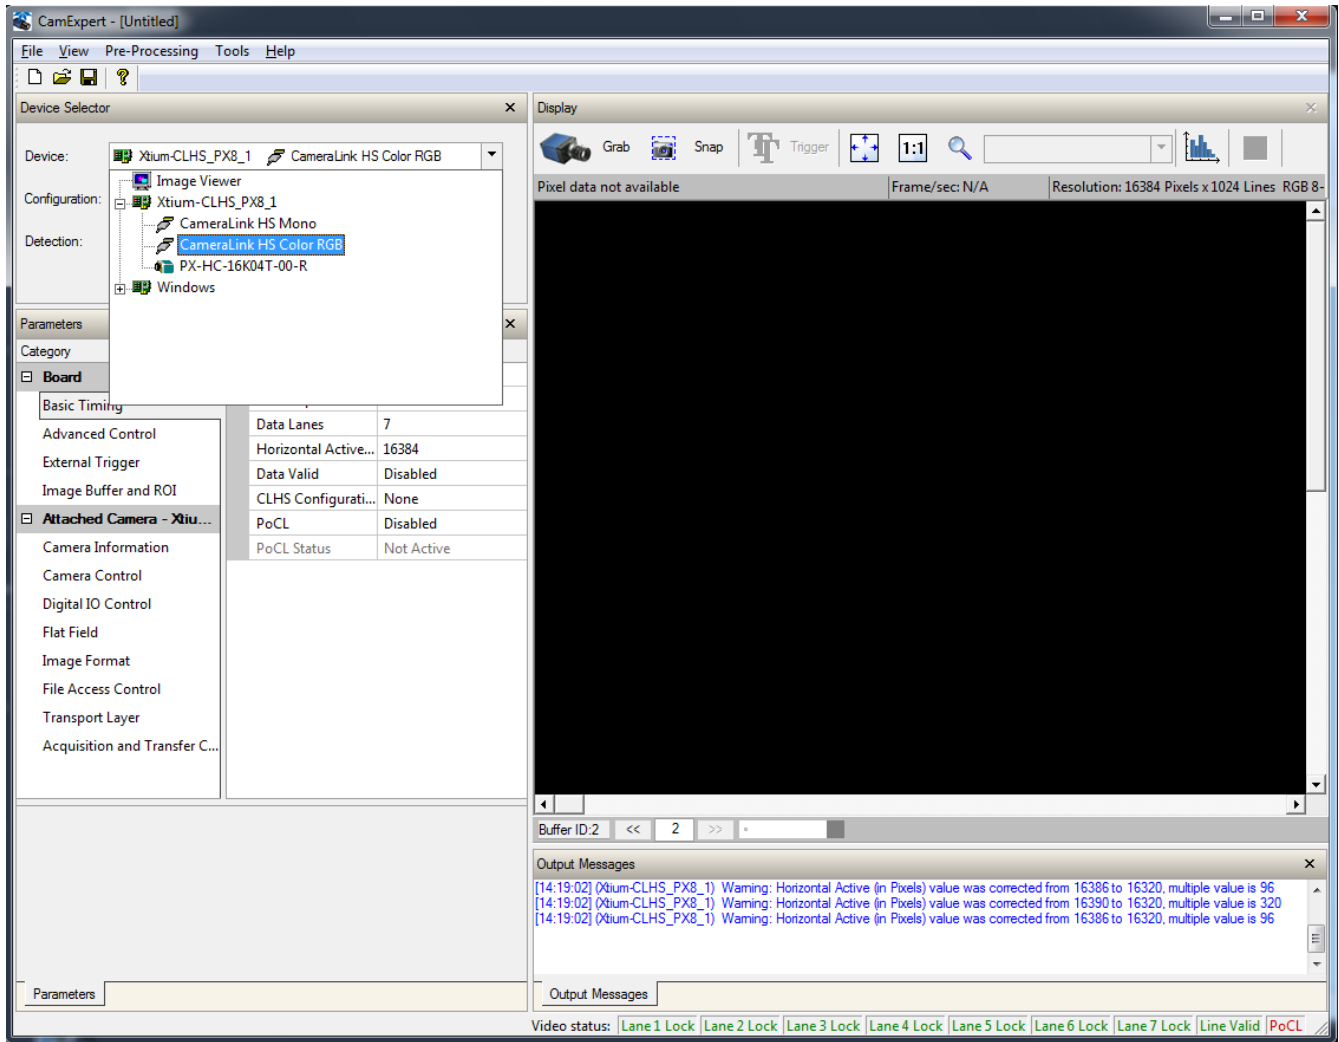 CamExpert - [Untitled]
File View Pre-Processing Tools Help
Device Selector
Device: Xtium-CLHS_PX8_1 CameraLink HS Color RGB
Image Viewer
Configuration: Xtium-CLHS_PX8_1
CameraLink HS Mono
Detection: CameraLink HS Color RGB
PX-HC-16K04T-00-R
Windows
Parameters
Category
Board
Basic Timing
Advanced Control
External Trigger
Image Buffer and ROI
Attached Camera - Xtiu...
Camera Information
Camera Control
Digital IO Control
Flat Field
Image Format
File Access Control
Transport Layer
Acquisition and Transfer C...
Data Lanes 7
Horizontal Active... 16384
Data Valid Disabled
CLHS Configurati... None
PoCL Disabled
PoCL Status Not Active
Parameters
Display
Grab Snap Trigger 1:1
Pixel data not available Frame/sec: N/A Resolution: 16384 Pixels x 1024 Lines RGB 8-
Buffer ID:2 << 2 >>
Output Messages
[14:19:02] (Xtium-CLHS_PX8_1) Warning: Horizontal Active (in Pixels) value was corrected from 16386 to 16320, multiple value is 96
[14:19:02] (Xtium-CLHS_PX8_1) Warning: Horizontal Active (in Pixels) value was corrected from 16390 to 16320, multiple value is 320
[14:19:02] (Xtium-CLHS_PX8_1) Warning: Horizontal Active (in Pixels) value was corrected from 16386 to 16320, multiple value is 96
Output Messages
Video status: Lane 1 Lock Lane 2 Lock Lane 3 Lock Lane 4 Lock Lane 5 Lock Lane 6 Lock Lane 7 Lock Line Valid PoCL